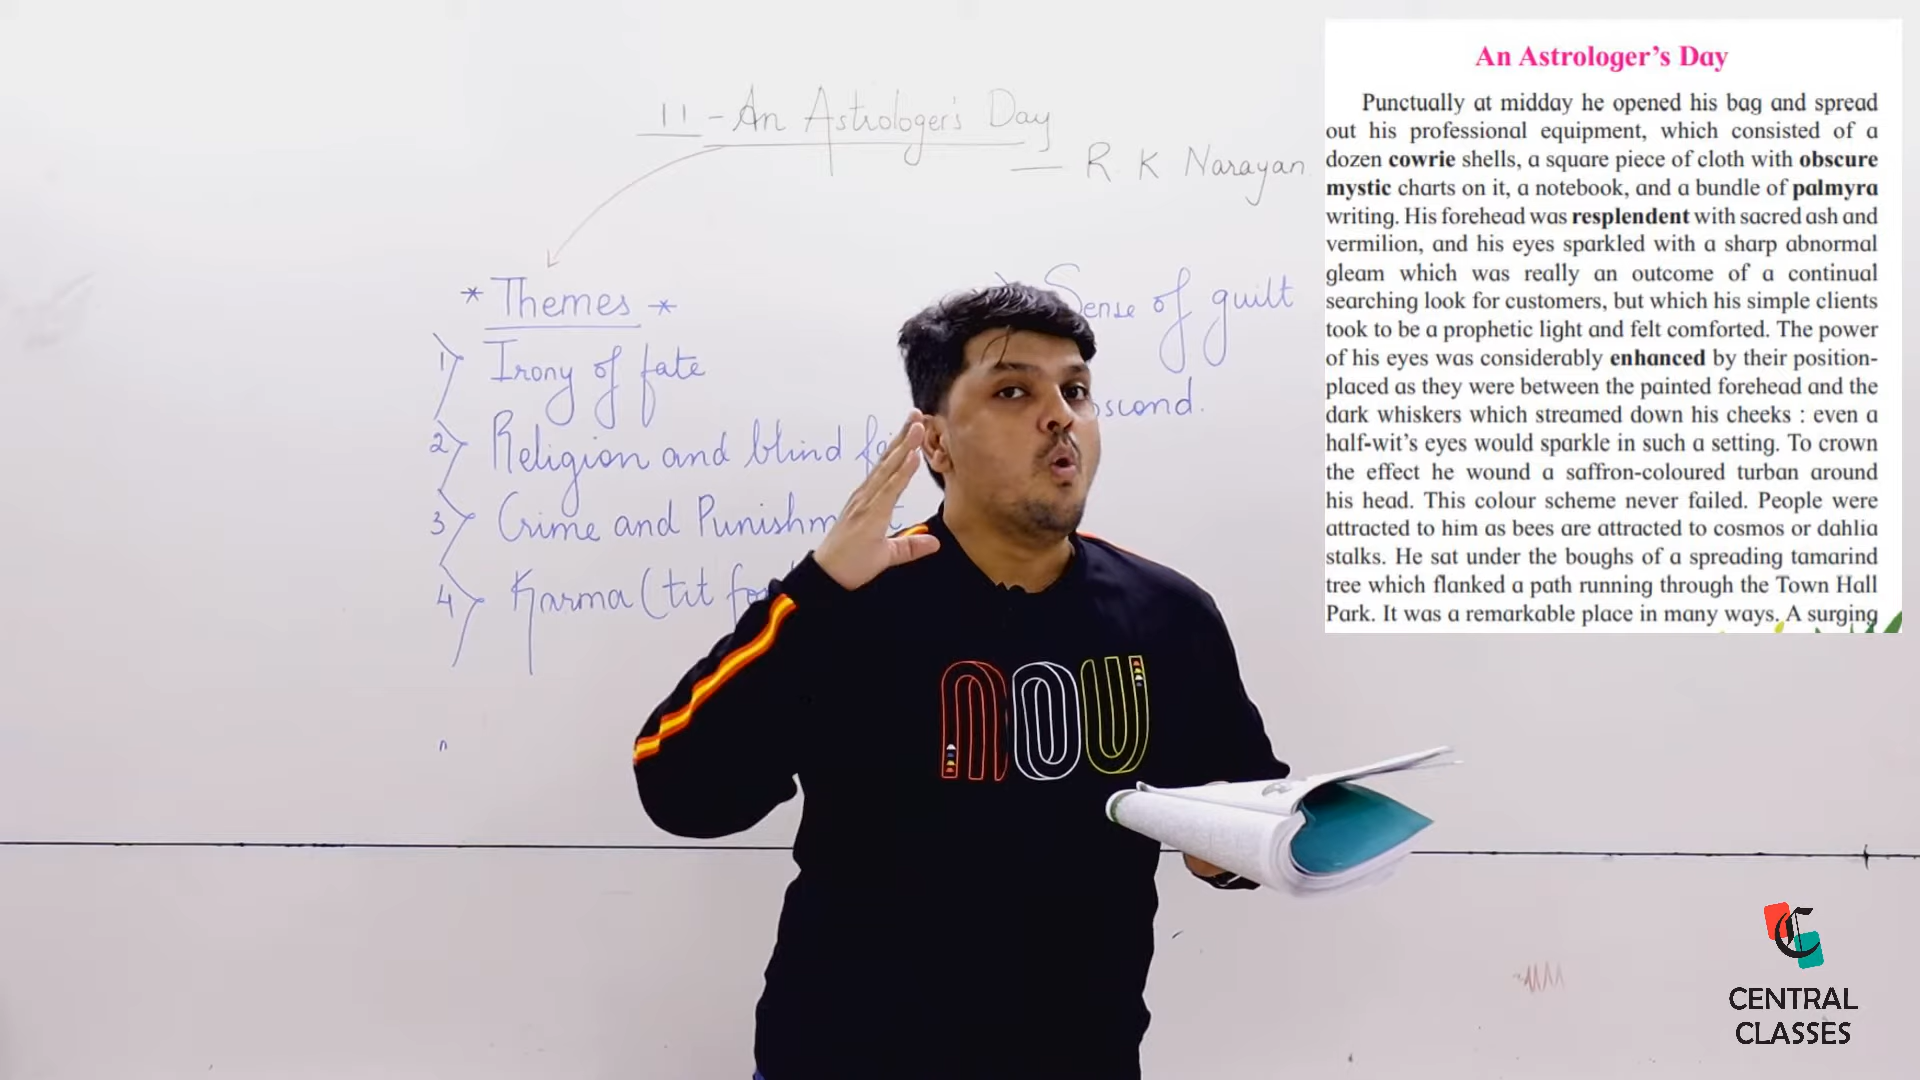 11 - An Astrologer's Day
— R K Narayan
* Themes *
1) Irony of fate
2) Religion and blind
3) Crime and Punishment
4) Karma (tit for
Sense of guilt
An Astrologer's Day
Punctually at midday he opened his bag and spread
out his professional equipment, which consisted of a
dozen cowrie shells, a square piece of cloth with obscure
mystic charts on it, a notebook, and a bundle of palmyra
writing. His forehead was resplendent with sacred ash and
vermilion, and his eyes sparkled with a sharp abnormal
gleam which was really an outcome of a continual
searching look for customers, but which his simple clients
took to be a prophetic light and felt comforted. The power
of his eyes was considerably enhanced by their position-
placed as they were between the painted forehead and the
dark whiskers which streamed down his cheeks : even a
half-wit's eyes would sparkle in such a setting. To crown
the effect he wound a saffron-coloured turban around
his head. This colour scheme never failed. People were
attracted to him as bees are attracted to cosmos or dahlia
stalks. He sat under the boughs of a spreading tamarind
tree which flanked a path running through the Town Hall
Park. It was a remarkable place in many ways. A surging
nou
CENTRAL
CLASSES